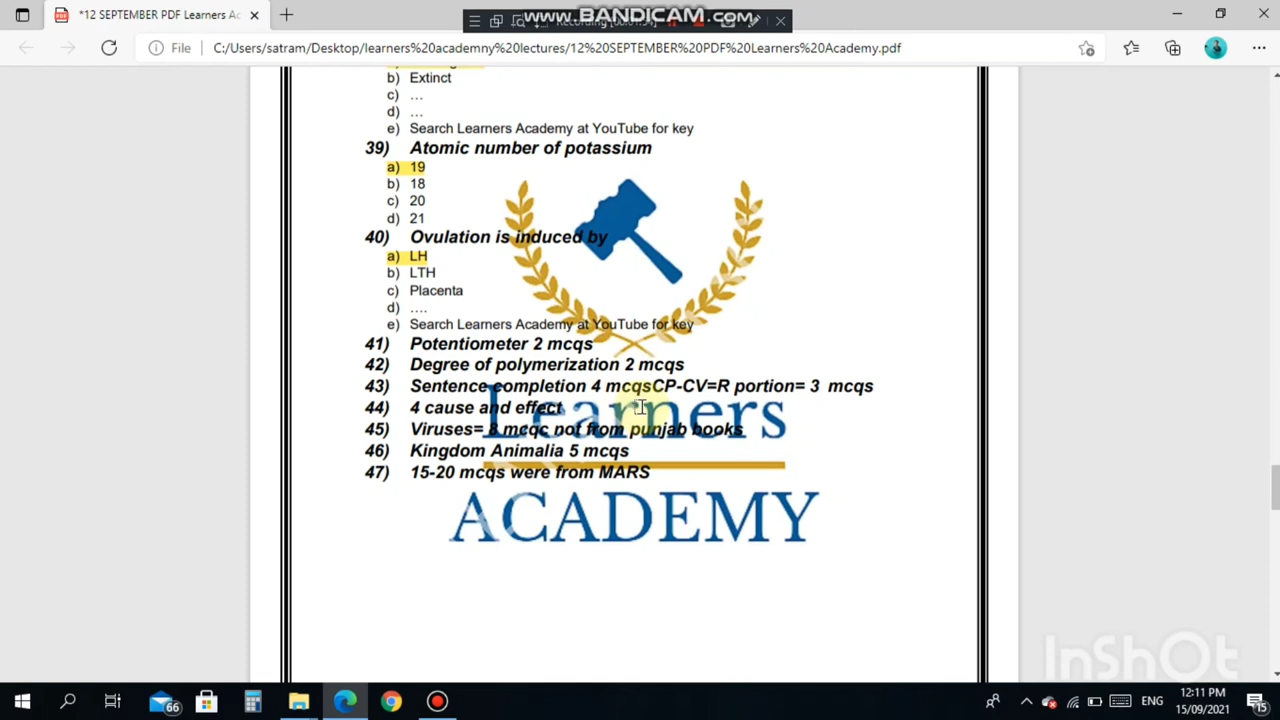 *12 SEPTEMBER PDF Learners Ac
www.BANDICAM.com
File
C:/Users/satram/Desktop/learners%20academny%20lectures/12%20SEPTEMBER%20PDF%20Learners%20Academy.pdf
b) Extinct
c) ...
d) ...
e) Search Learners Academy at YouTube for key
39) Atomic number of potassium
a) 19
b) 18
c) 20
d) 21
40) Ovulation is induced by
a) LH
b) LTH
c) Placenta
d) ....
e) Search Learners Academy at YouTube for key
41) Potentiometer 2 mcqs
42) Degree of polymerization 2 mcqs
43) Sentence completion 4 mcqsCP-CV=R portion= 3 mcqs
44) 4 cause and effect
45) Viruses= 8 mcqc not from punjab books
46) Kingdom Animalia 5 mcqs
47) 15-20 mcqs were from MARS
Learners
ACADEMY
InShOt
66
ENG
12:11 PM
15/09/2021
15